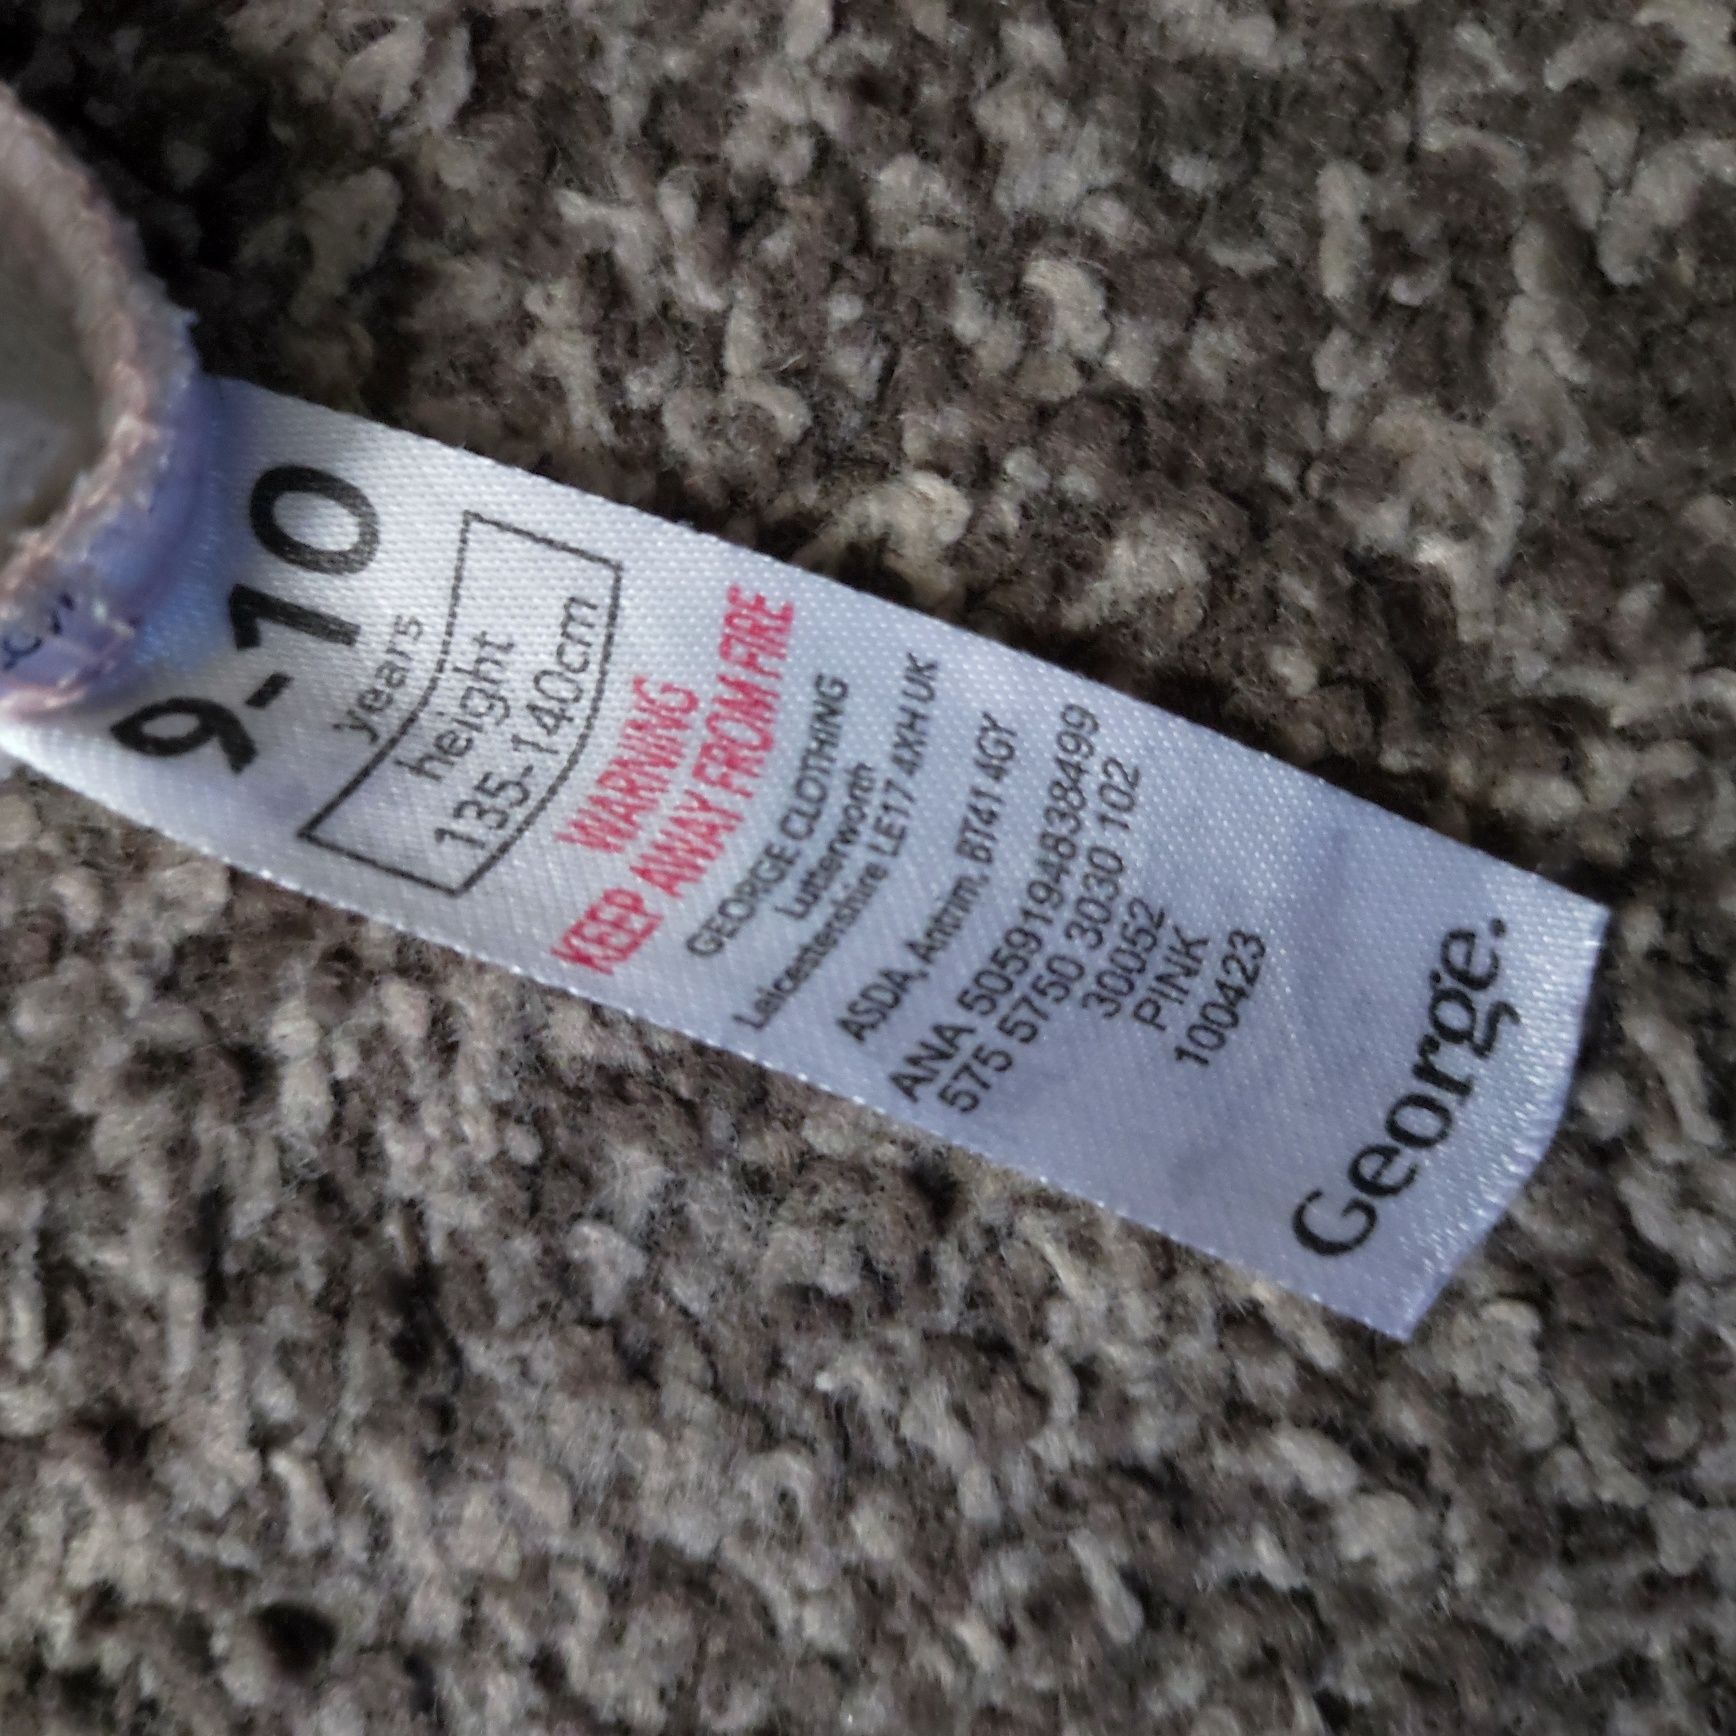 9-10
years
height
135-140cm
WARNING
KEEP AWAY FROM FIRE
GEORGE CLOTHING
Lutterworth
Leicestershire LE17 4XH UK
ASDA, Antrim, BT41 4GY
ANA 5059194838499
575 5750 3030 102
30052
PINK
100423
George.